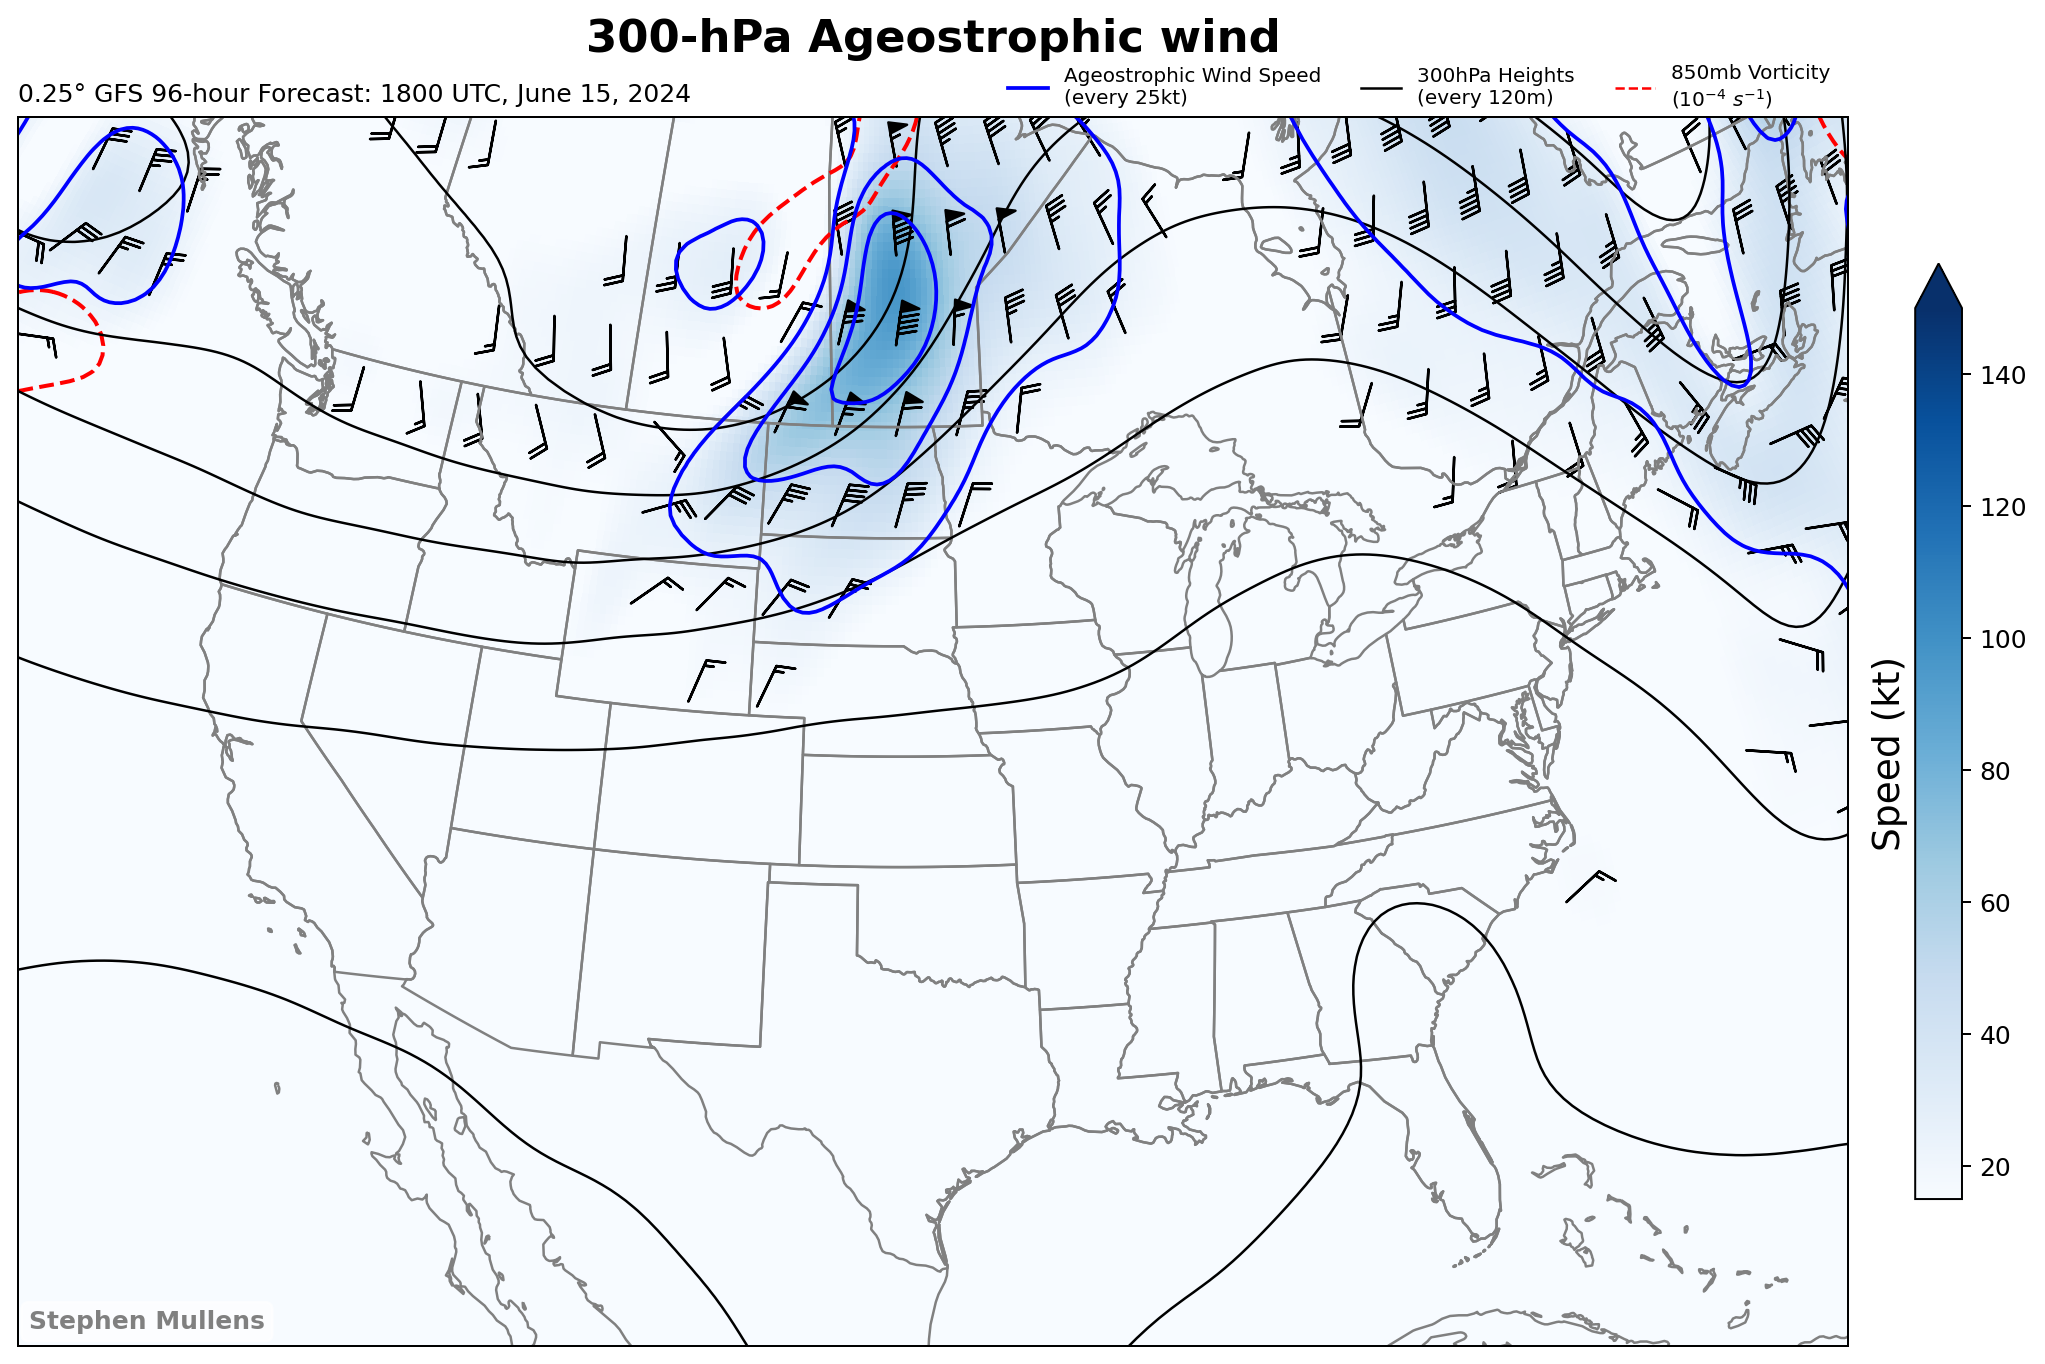 300-hPa Ageostrophic wind
0.25° GFS 96-hour Forecast: 1800 UTC, June 15, 2024
Ageostrophic Wind Speed
(every 25kt)
300hPa Heights
(every 120m)
850mb Vorticity
(10⁻⁴ s⁻¹)
140
120
100
80
60
40
20
Speed (kt)
Stephen Mullens